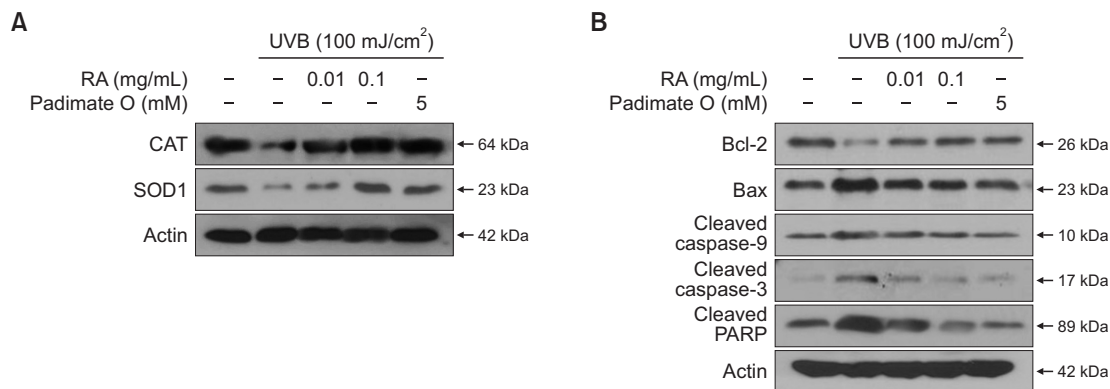 A
UVB (100 mJ/cm²)
RA (mg/mL) – – 0.01 0.1 –
Padimate O (mM) – – – – 5
CAT ← 64 kDa
SOD1 ← 23 kDa
Actin ← 42 kDa
B
UVB (100 mJ/cm²)
RA (mg/mL) – – 0.01 0.1 –
Padimate O (mM) – – – – 5
Bcl-2 ← 26 kDa
Bax ← 23 kDa
Cleaved
caspase-9 ← 10 kDa
Cleaved
caspase-3 ← 17 kDa
Cleaved
PARP ← 89 kDa
Actin ← 42 kDa